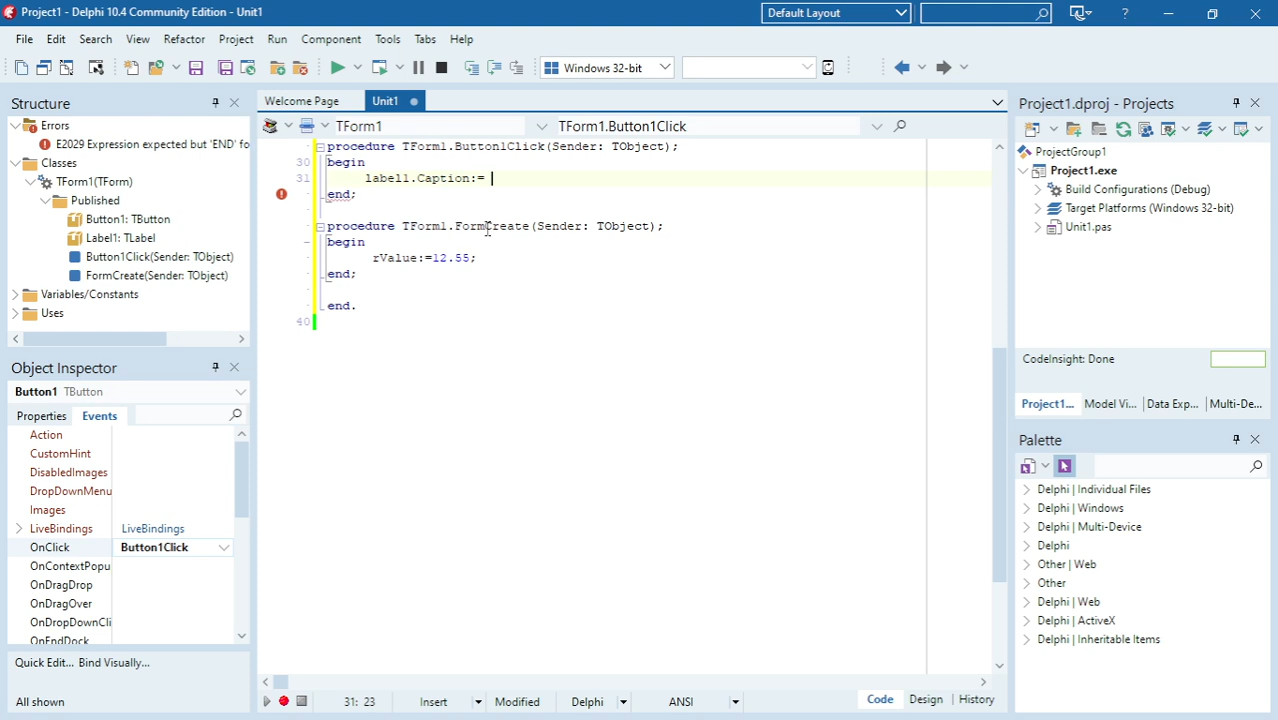 Project1 - Delphi 10.4 Community Edition - Unit1
Default Layout
File Edit Search View Refactor Project Run Component Tools Tabs Help
Windows 32-bit
Structure
Errors
E2029 Expression expected but 'END' fo
Classes
TForm1(TForm)
Published
Button1: TButton
Label1: TLabel
Button1Click(Sender: TObject)
FormCreate(Sender: TObject)
Variables/Constants
Uses
Object Inspector
Button1 TButton
Properties Events
Action
CustomHint
DisabledImages
DropDownMenu
Images
LiveBindings LiveBindings
OnClick Button1Click
OnContextPopu
OnDragDrop
OnDragOver
OnDropDownCli
OnEndDock
Quick Edit... Bind Visually...
All shown
Welcome Page Unit1
TForm1 TForm1.Button1Click
procedure TForm1.Button1Click(Sender: TObject);
30 begin
31 label1.Caption:=
end;
procedure TForm1.FormCreate(Sender: TObject);
begin
rValue:=12.55;
end;
end.
40
31: 23 Insert Modified Delphi ANSI Code Design History
Project1.dproj - Projects
ProjectGroup1
Project1.exe
Build Configurations (Debug)
Target Platforms (Windows 32-bit)
Unit1.pas
CodeInsight: Done
Project1... Model Vi... Data Exp... Multi-De...
Palette
Delphi | Individual Files
Delphi | Windows
Delphi | Multi-Device
Delphi
Other | Web
Other
Delphi | Web
Delphi | ActiveX
Delphi | Inheritable Items